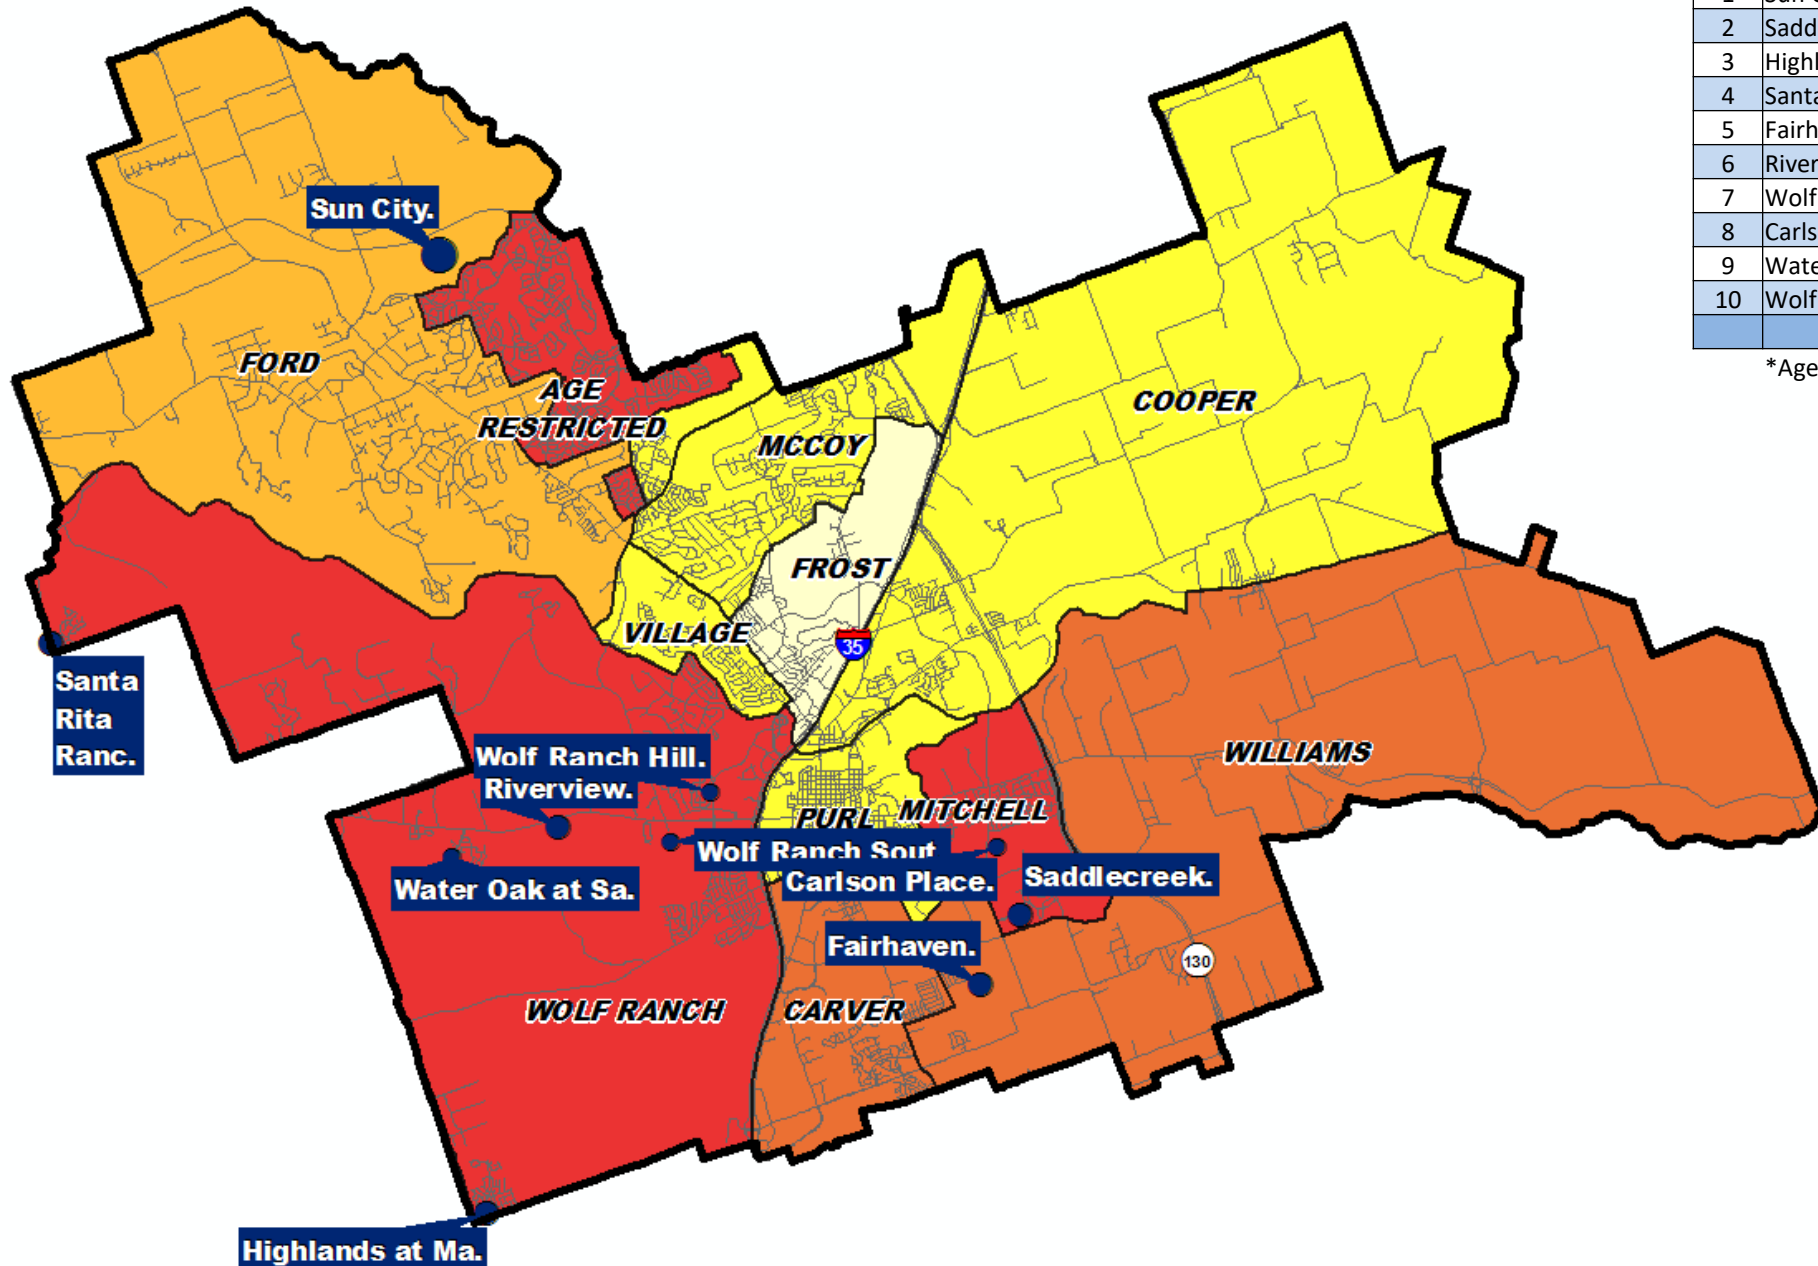 2 Sadd
3 Highl
4 Santa
5 Fairh
6 River
7 Wolf
8 Carls
9 Wate
10 Wolf
*Age
Sun City.
FORD
AGE
RESTRICTED
MCCOY
COOPER
FROST
VILLAGE
35
Santa
Rita
Ranc.
Wolf Ranch Hill.
Riverview.
WILLIAMS
PURL
MITCHELL
Wolf Ranch Sout
Carlson Place.
Saddlecreek.
Water Oak at Sa.
Fairhaven.
130
WOLF RANCH
CARVER
Highlands at Ma.